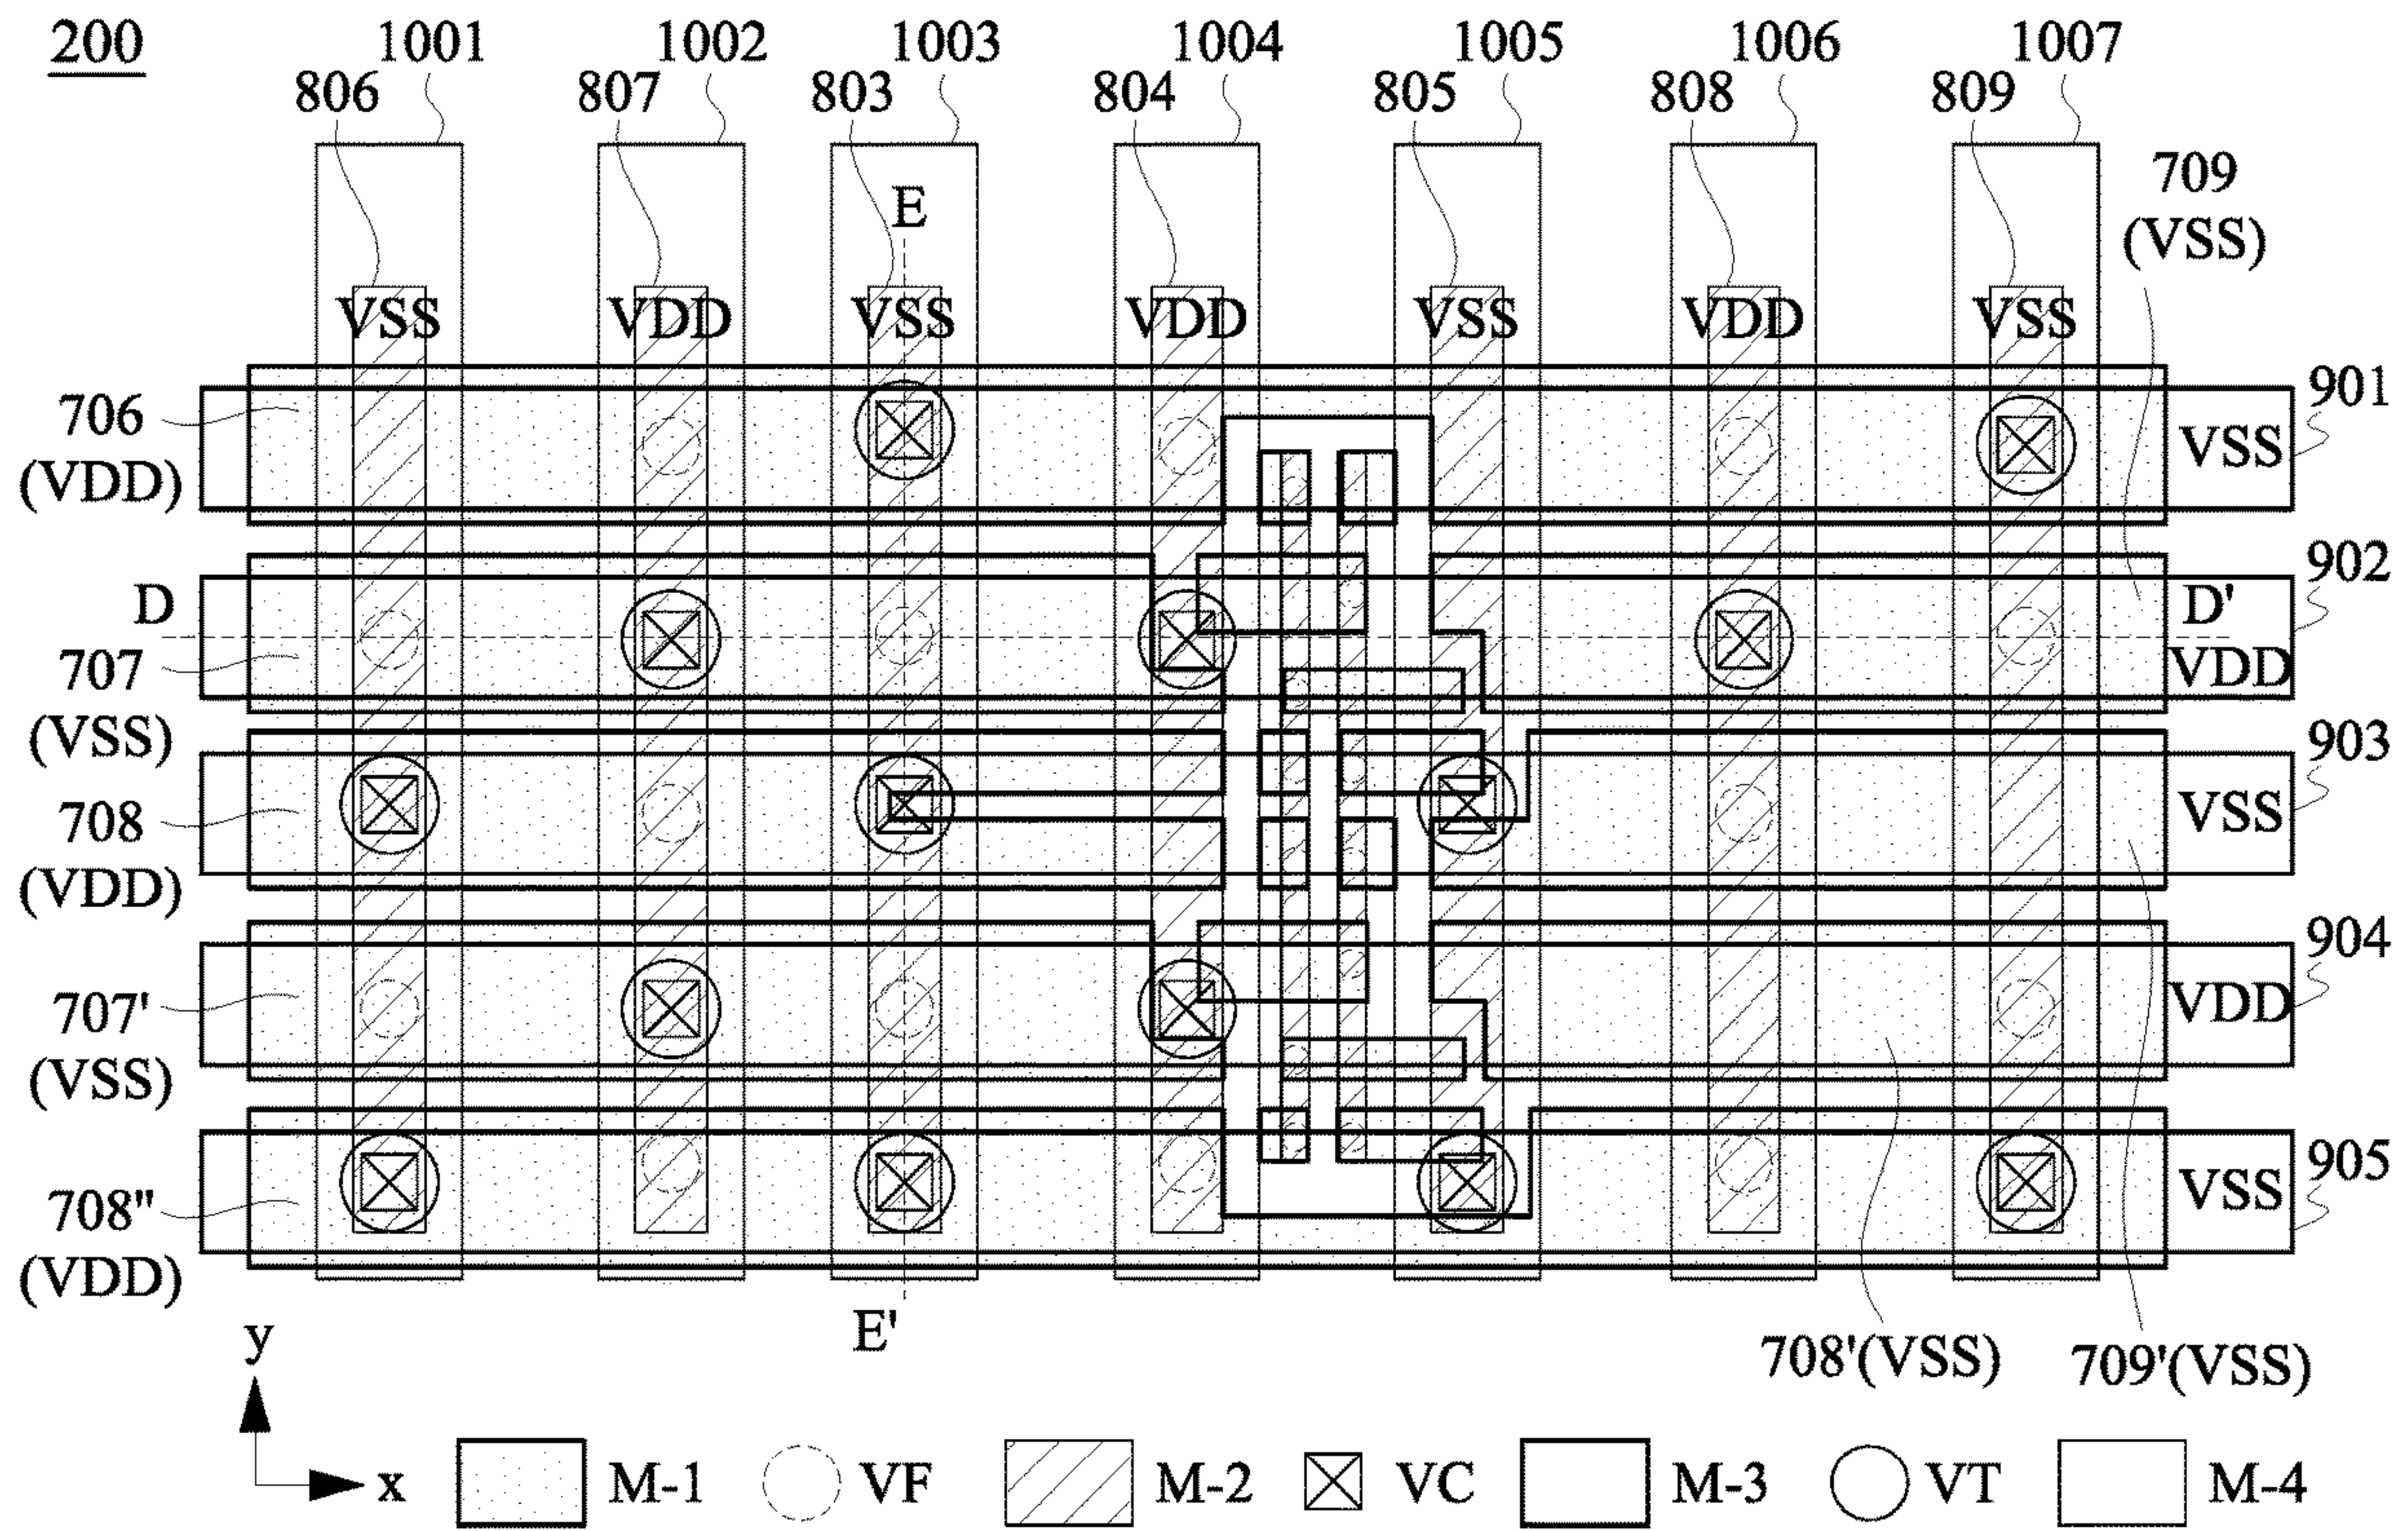 200 1001 1002 1003 1004 1005 1006 1007
806 807 803 804 805 808 809
709
(VSS)
E
VSS VDD VSS VDD VSS VDD VSS
901
706
(VDD)
VSS
902
D
D'
707
(VSS)
VDD
903
708
(VDD)
VSS
904
707'
(VSS)
VDD
905
708"
(VDD)
VSS
E'
708'(VSS)
709'(VSS)
y
x
M-1 VF M-2 VC M-3 VT M-4